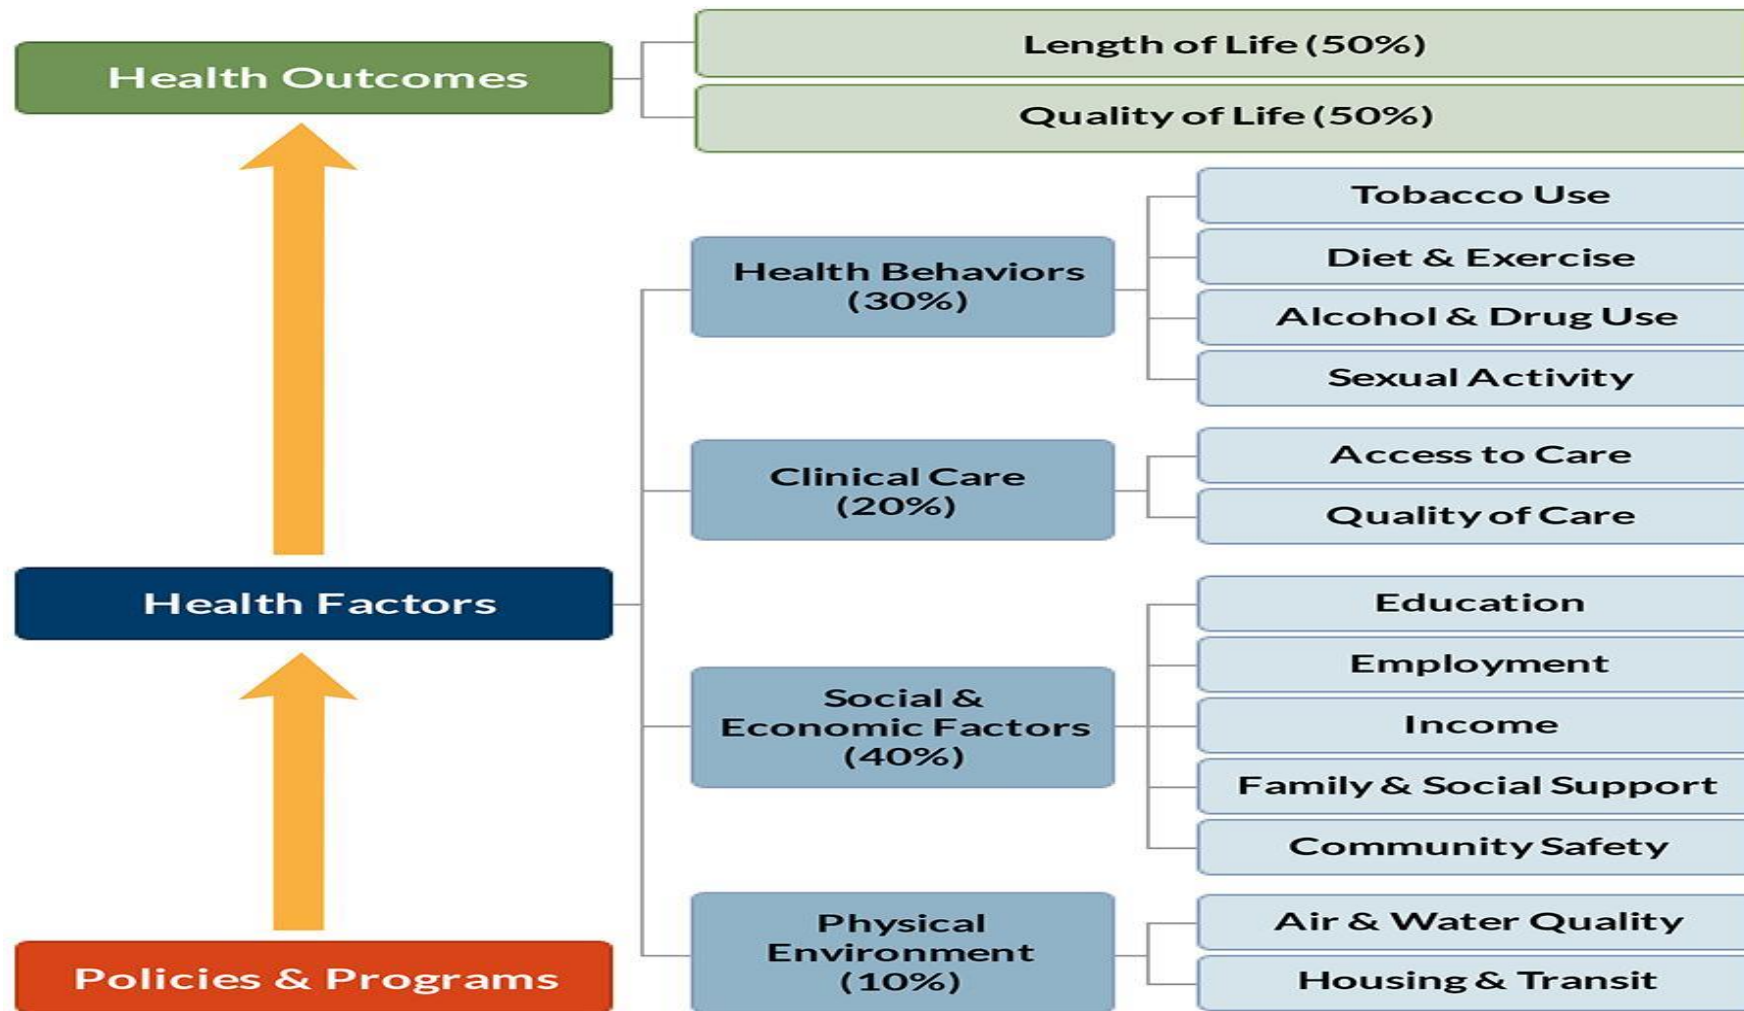 Health Outcomes
Length of Life (50%)
Quality of Life (50%)
Health Factors
Health Behaviors
(30%)
Tobacco Use
Diet & Exercise
Alcohol & Drug Use
Sexual Activity
Clinical Care
(20%)
Access to Care
Quality of Care
Social &
Economic Factors
(40%)
Education
Employment
Income
Family & Social Support
Community Safety
Physical
Environment
(10%)
Air & Water Quality
Housing & Transit
Policies & Programs